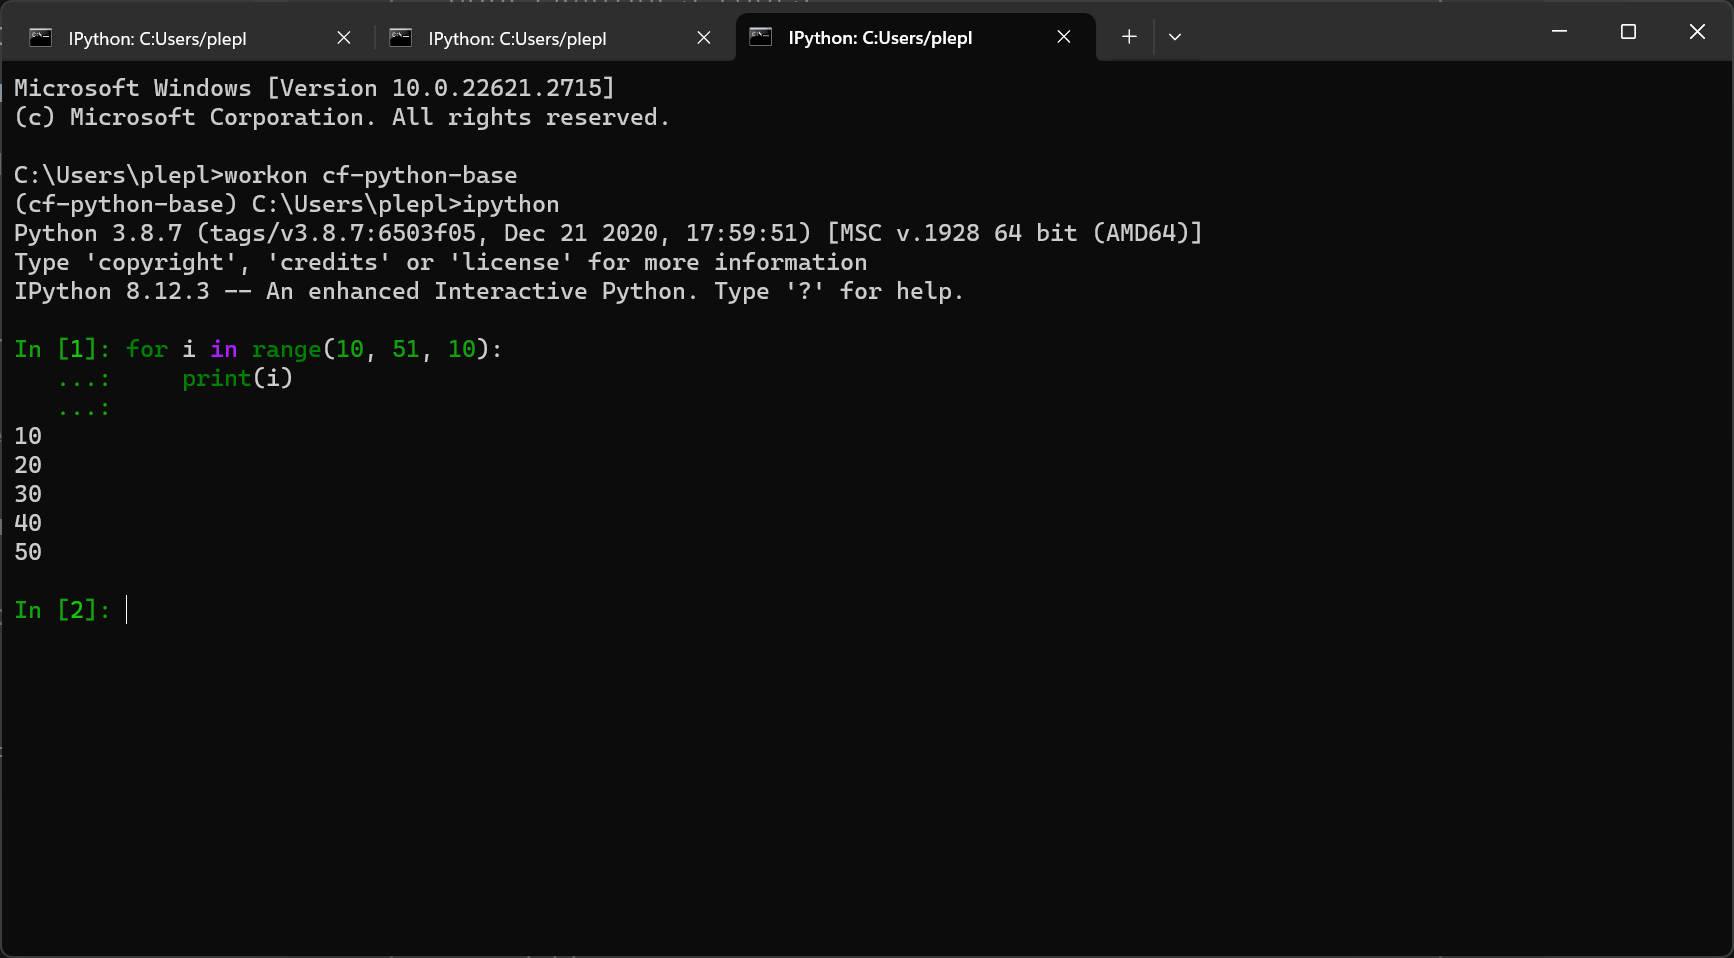 IPython: C:Users/plepl
IPython: C:Users/plepl
IPython: C:Users/plepl
Microsoft Windows [Version 10.0.22621.2715]
(c) Microsoft Corporation. All rights reserved.
C:\Users\plepl>workon cf-python-base
(cf-python-base) C:\Users\plepl>ipython
Python 3.8.7 (tags/v3.8.7:6503f05, Dec 21 2020, 17:59:51) [MSC v.1928 64 bit (AMD64)]
Type 'copyright', 'credits' or 'license' for more information
IPython 8.12.3 -- An enhanced Interactive Python. Type '?' for help.
In [1]: for i in range(10, 51, 10):
   ...:     print(i)
   ...:
10
20
30
40
50
In [2]: